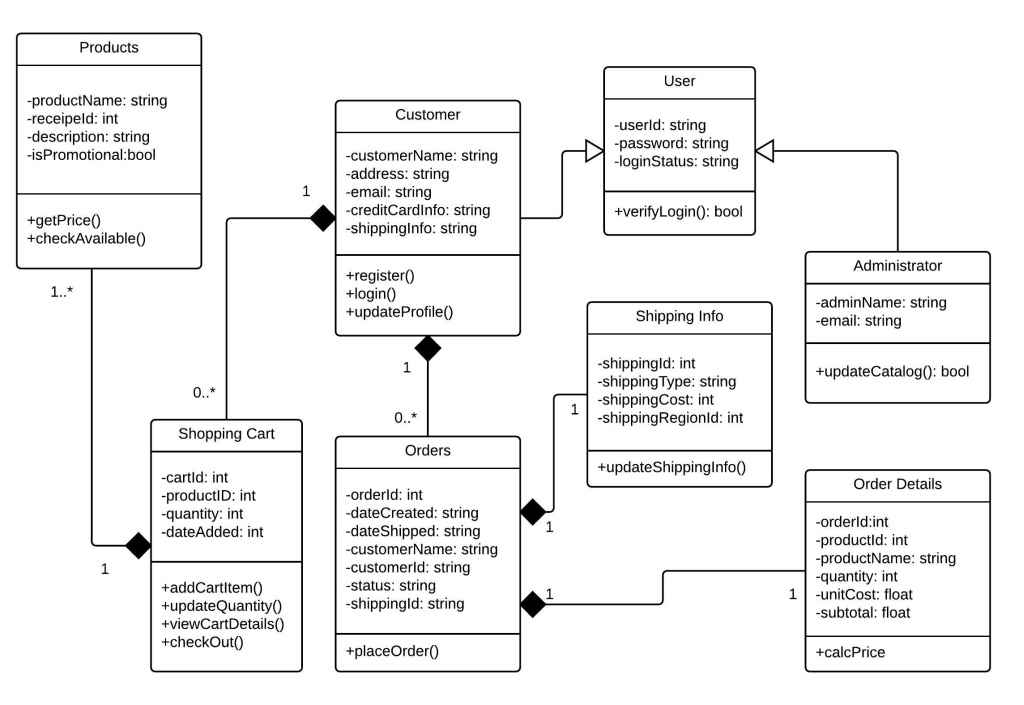 Products
-productName: string
-receipeId: int
-description: string
-isPromotional:bool
+getPrice()
+checkAvailable()
1..*
1
Customer
-customerName: string
-address: string
-email: string
-creditCardInfo: string
-shippingInfo: string
+register()
+login()
+updateProfile()
1
0..*
1
0..*
User
-userId: string
-password: string
-loginStatus: string
+verifyLogin(): bool
Administrator
-adminName: string
-email: string
+updateCatalog(): bool
Shipping Info
-shippingId: int
-shippingType: string
-shippingCost: int
-shippingRegionId: int
+updateShippingInfo()
1
1
Shopping Cart
-cartId: int
-productID: int
-quantity: int
-dateAdded: int
+addCartItem()
+updateQuantity()
+viewCartDetails()
+checkOut()
Orders
-orderId: int
-dateCreated: string
-dateShipped: string
-customerName: string
-customerId: string
-status: string
-shippingId: string
+placeOrder()
1
1
Order Details
-orderId:int
-productId: int
-productName: string
-quantity: int
-unitCost: float
-subtotal: float
+calcPrice